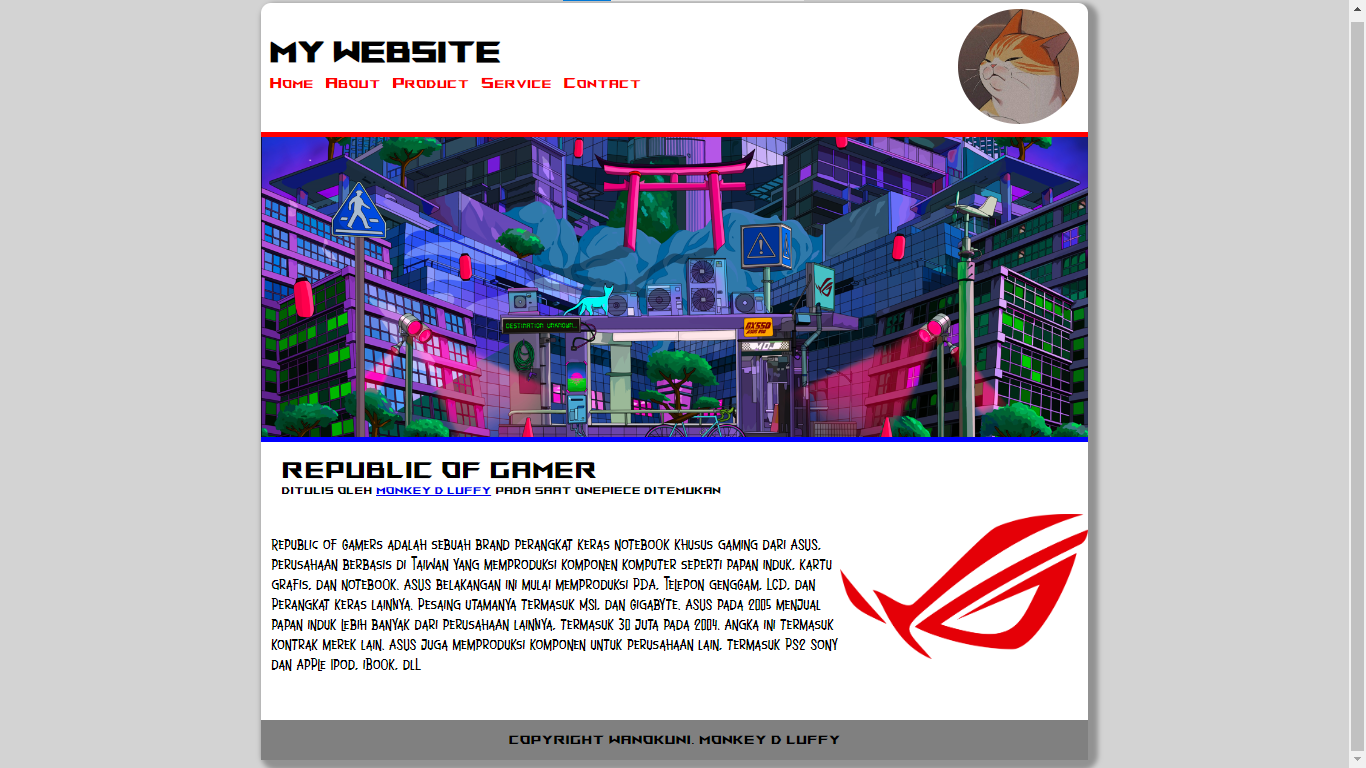 MY WEBSITE
Home About Product Service Contact
DESTINATION UNKNOWN..
GX550
REPUBLIC OF GAMER
DITULIS OLEH MONKEY D LUFFY PADA SAAT ONEPIECE DITEMUKAN
Republic of Gamers adalah sebuah brand perangkat keras notebook khusus gaming dari ASUS,
perusahaan berbasis di Taiwan yang memproduksi komponen komputer seperti papan induk, kartu
grafis, dan notebook. ASUS belakangan ini mulai memproduksi PDA, Telepon genggam, LCD, dan
Perangkat keras lainnya. Pesaing utamanya termasuk MSI, dan Gigabyte. ASUS pada 2005 menjual
papan induk lebih banyak dari perusahaan lainnya, termasuk 30 juta pada 2004. Angka ini termasuk
kontrak merek lain. ASUS juga memproduksi komponen untuk perusahaan lain, termasuk PS2 Sony
dan Apple iPod, iBook, dll
COPYRIGHT WANOKUNI. MONKEY D LUFFY